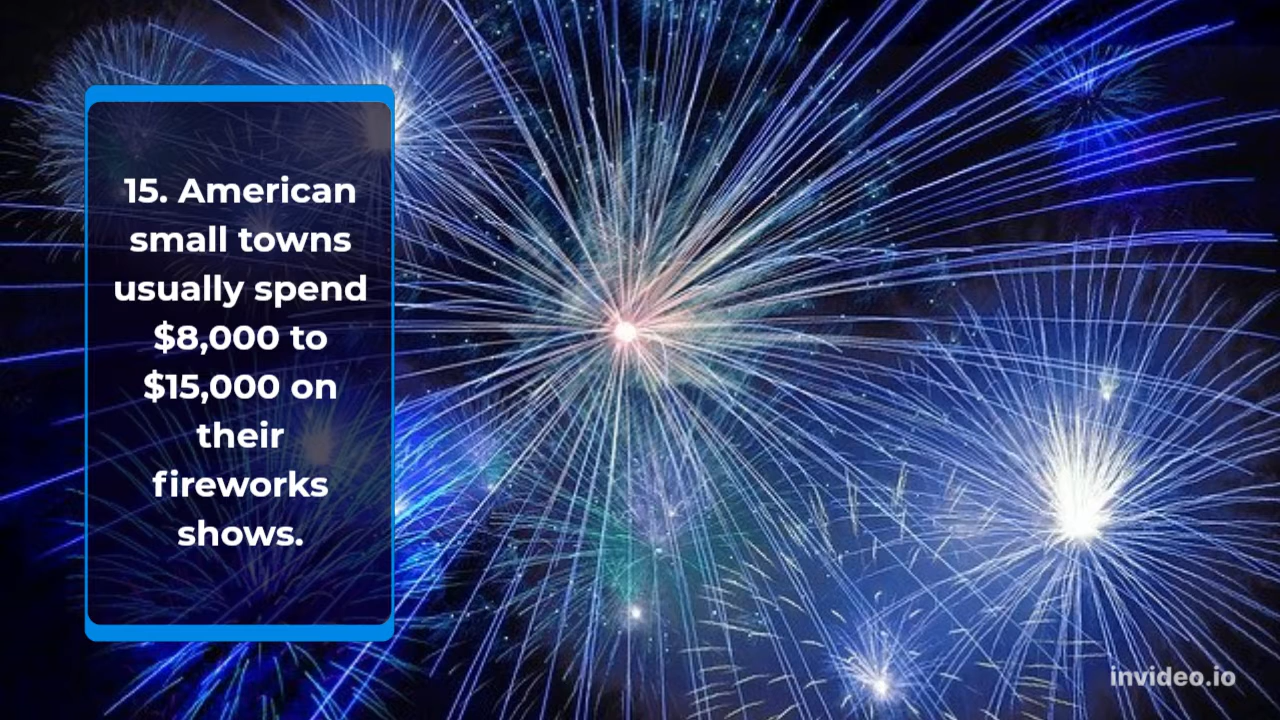 15. American
small towns
usually spend
$8,000 to
$15,000 on
their
fireworks
shows.
invideo.io